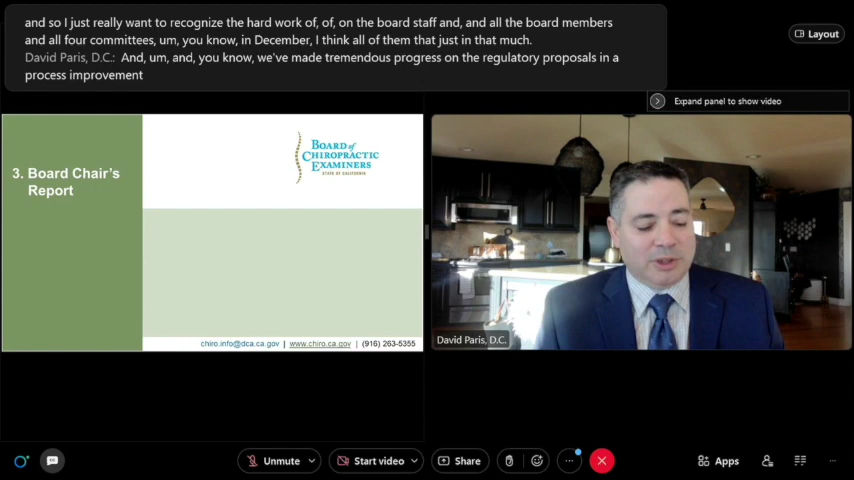 and so I just really want to recognize the hard work of, of, on the board staff and, and all the board members
and all four committees, um, you know, in December, I think all of them that just in that much.
David Paris, D.C.: And, um, and, you know, we've made tremendous progress on the regulatory proposals in a
process improvement
Layout
Expand panel to show video
3. Board Chair's
Report
BOARD of
CHIROPRACTIC
EXAMINERS
STATE OF CALIFORNIA
chiro.info@dca.ca.gov | www.chiro.ca.gov | (916) 263-5355
David Paris, D.C.
Unmute
Start video
Share
Apps